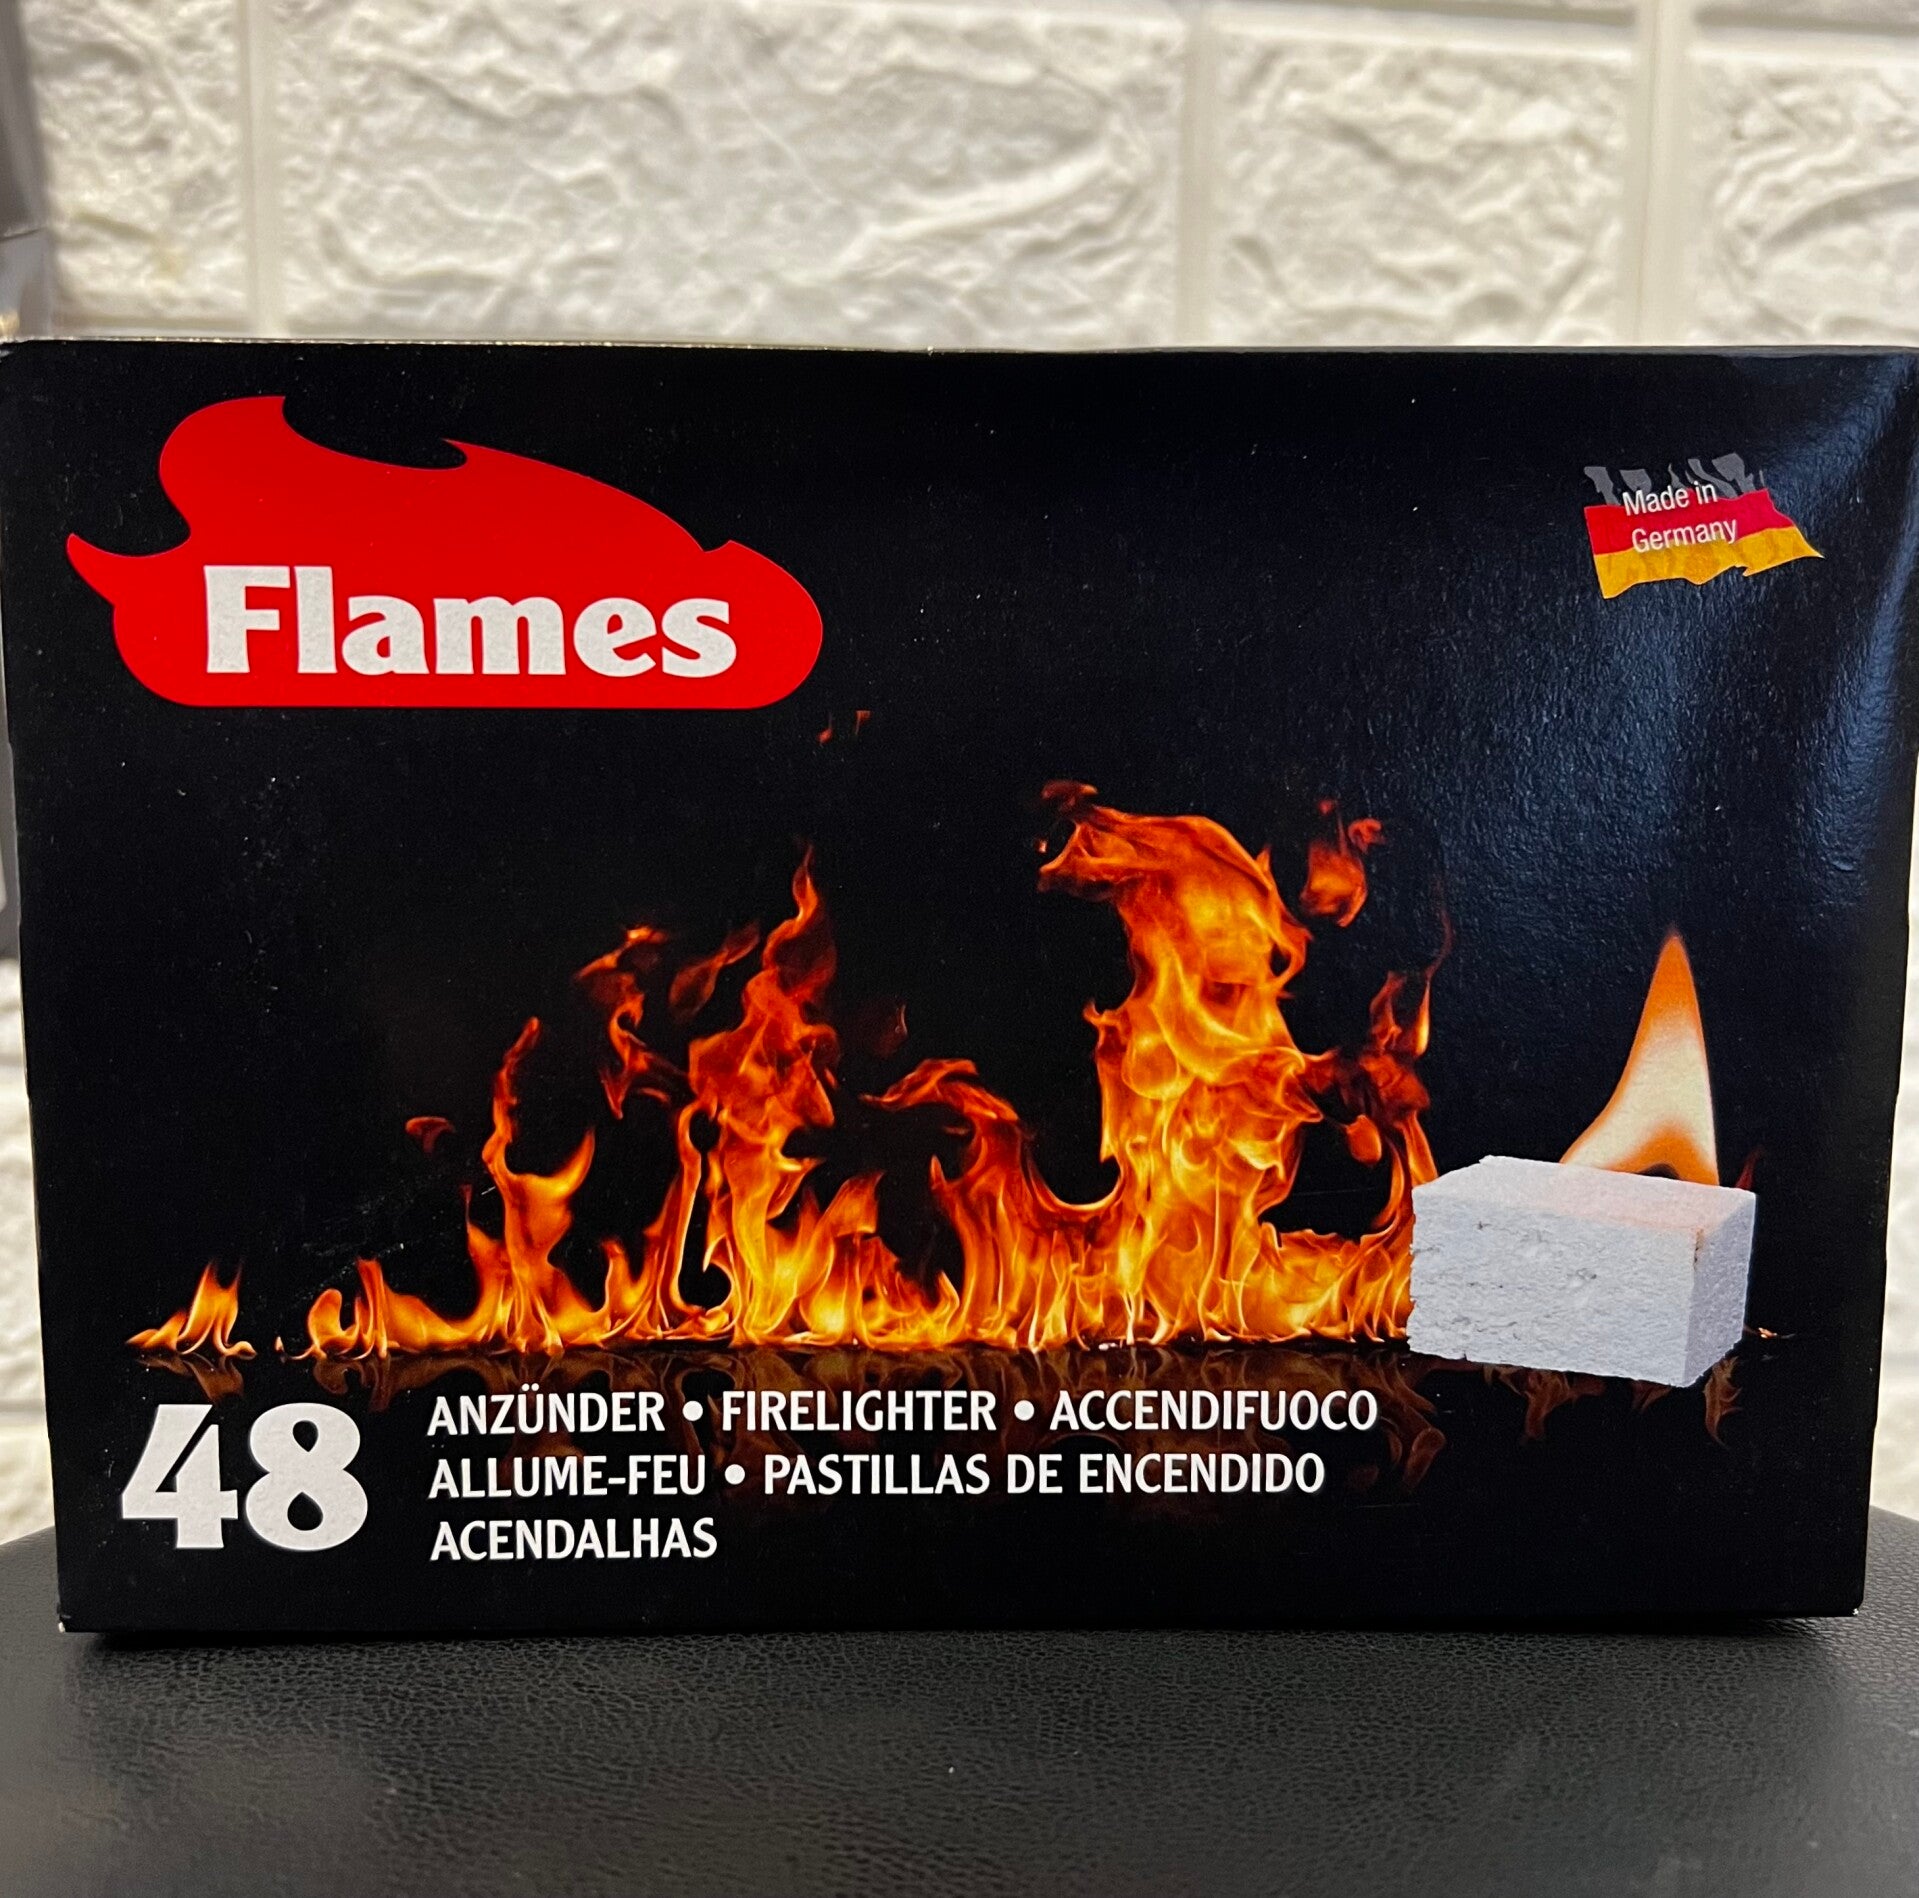 Flames
Made in
Germany
48
ANZÜNDER • FIRELIGHTER • ACCENDIFUOCO
ALLUME-FEU • PASTILLAS DE ENCENDIDO
ACENDALHAS